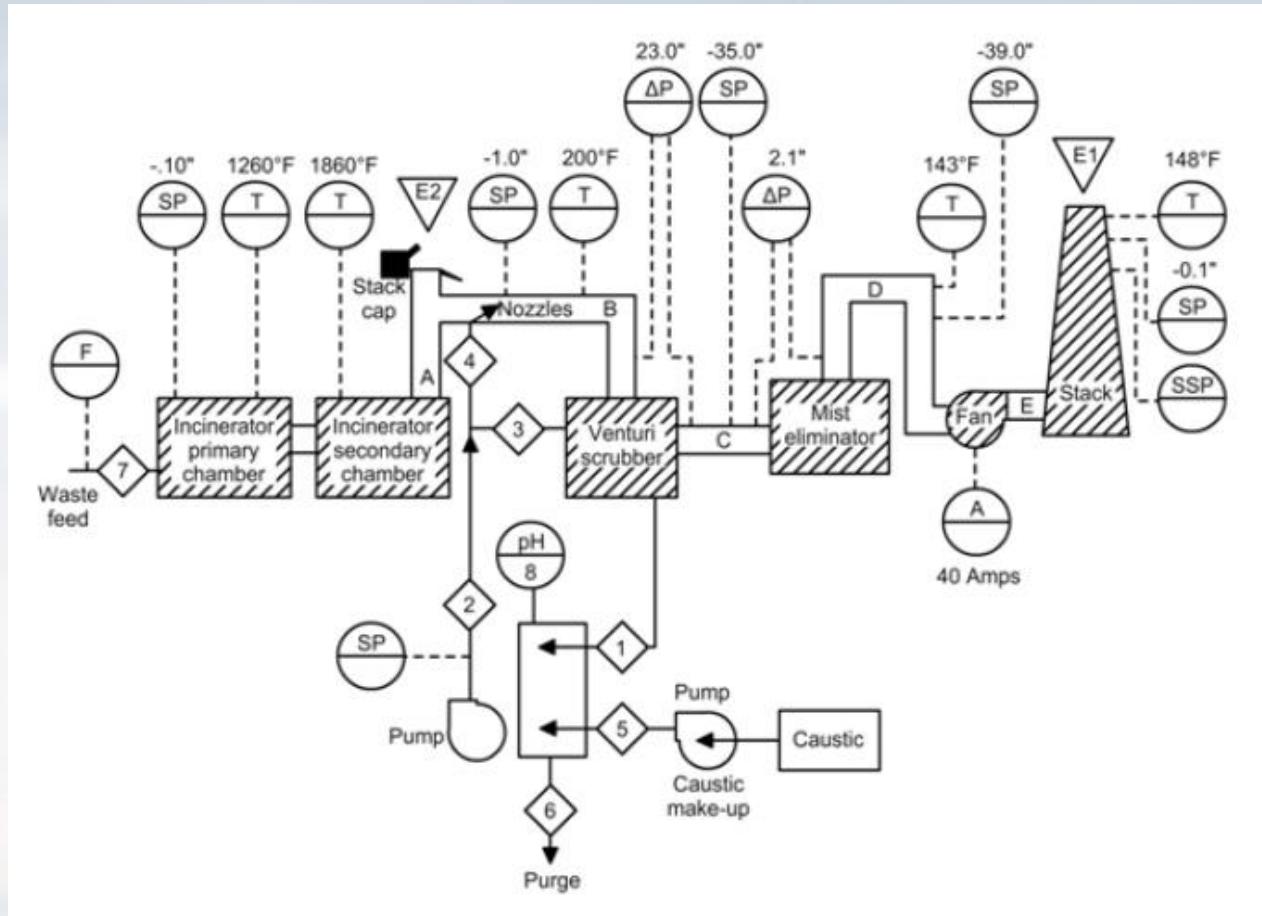 23.0"
-35.0"
-39.0"
ΔP
SP
SP
-.10"
1260°F
1860°F
-1.0"
200°F
2.1"
143°F
E1
148°F
SP
T
T
E2
SP
T
ΔP
T
T
-0.1"
Stack
cap
Nozzles
B
D
SP
F
4
A
SSP
Incinerator
primary
chamber
Incinerator
secondary
chamber
3
Venturi
scrubber
C
Mist
eliminator
Fan
E
Stack
7
Waste
feed
A
40 Amps
pH
8
2
SP
1
Pump
Pump
5
Caustic
Caustic
make-up
6
Purge